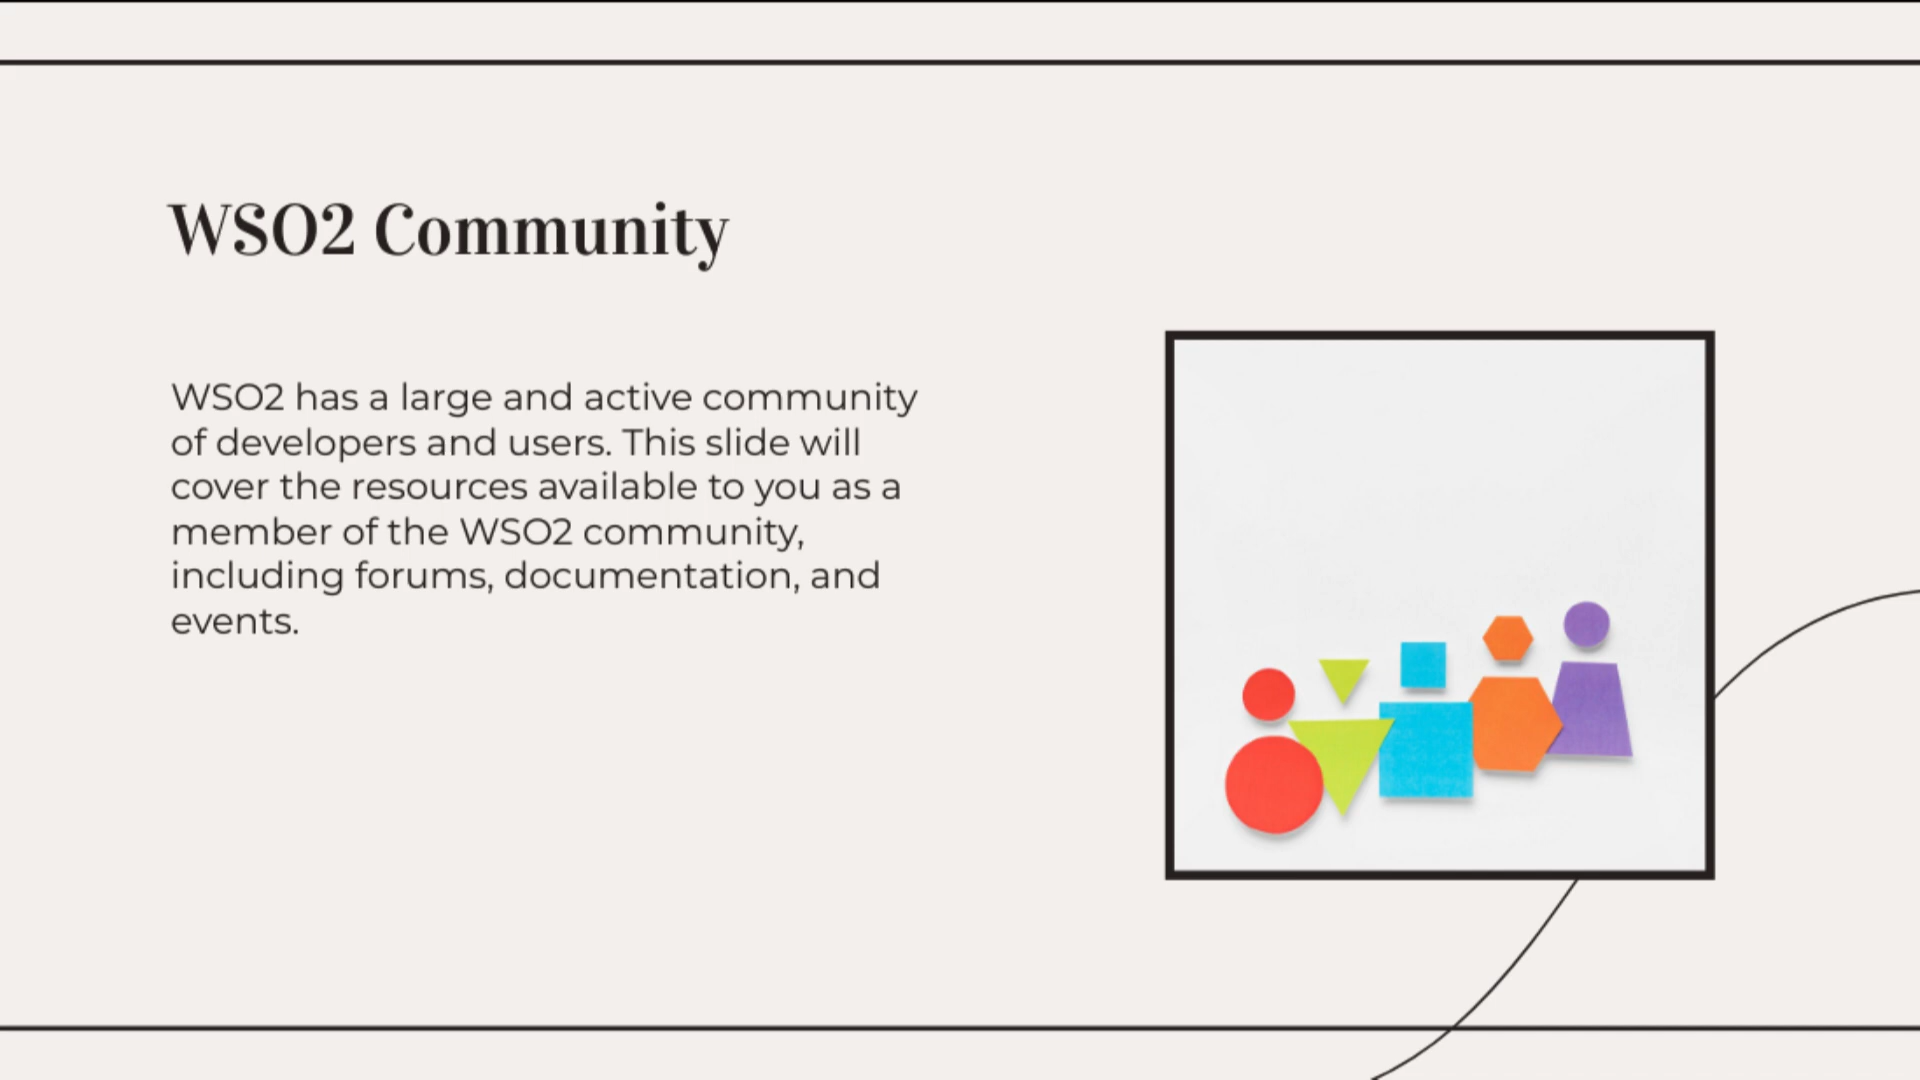 WSO2 Community
WSO2 has a large and active community
of developers and users. This slide will
cover the resources available to you as a
member of the WSO2 community,
including forums, documentation, and
events.